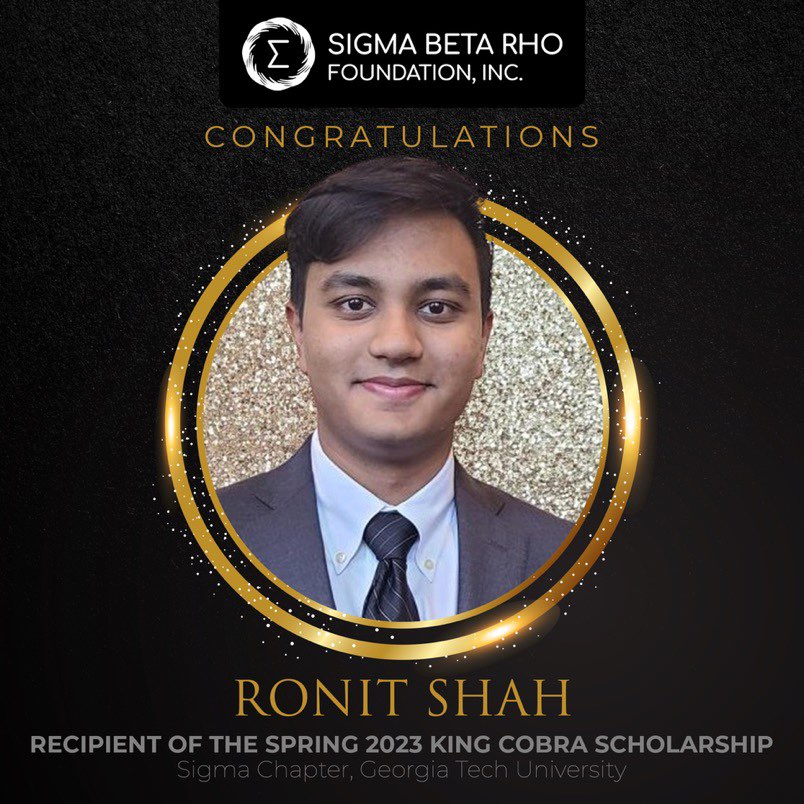 Σ
SIGMA BETA RHO
FOUNDATION, INC.
CONGRATULATIONS
RONIT SHAH
RECIPIENT OF THE SPRING 2023 KING COBRA SCHOLARSHIP
Sigma Chapter, Georgia Tech University